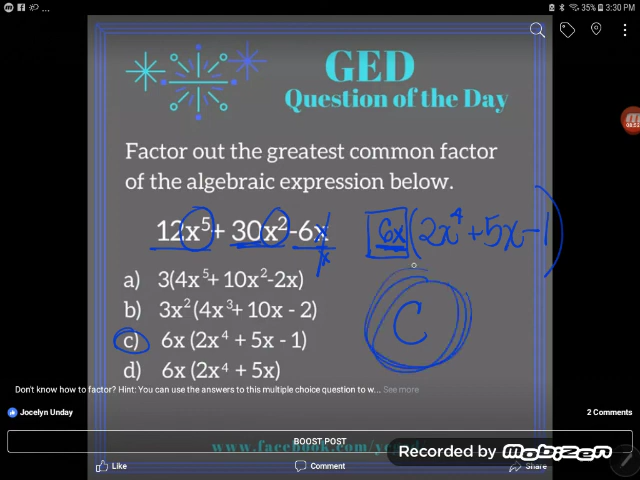 35% 3:30 PM
GED
Question of the Day
Factor out the greatest common factor
of the algebraic expression below.
12x⁵+ 30x²-6x
6x(2x⁴+5x-1)
a) 3(4x⁵+ 10x²-2x)
b) 3x² (4x³+ 10x - 2)
c) 6x (2x⁴ + 5x - 1)
C
d) 6x (2x⁴ + 5x)
Don't know how to factor? Hint: You can use the answers to this multiple choice question to w... See more
Jocelyn Unday
2 Comments
BOOST POST
Recorded by MOBIZEN
Like
Comment
Share